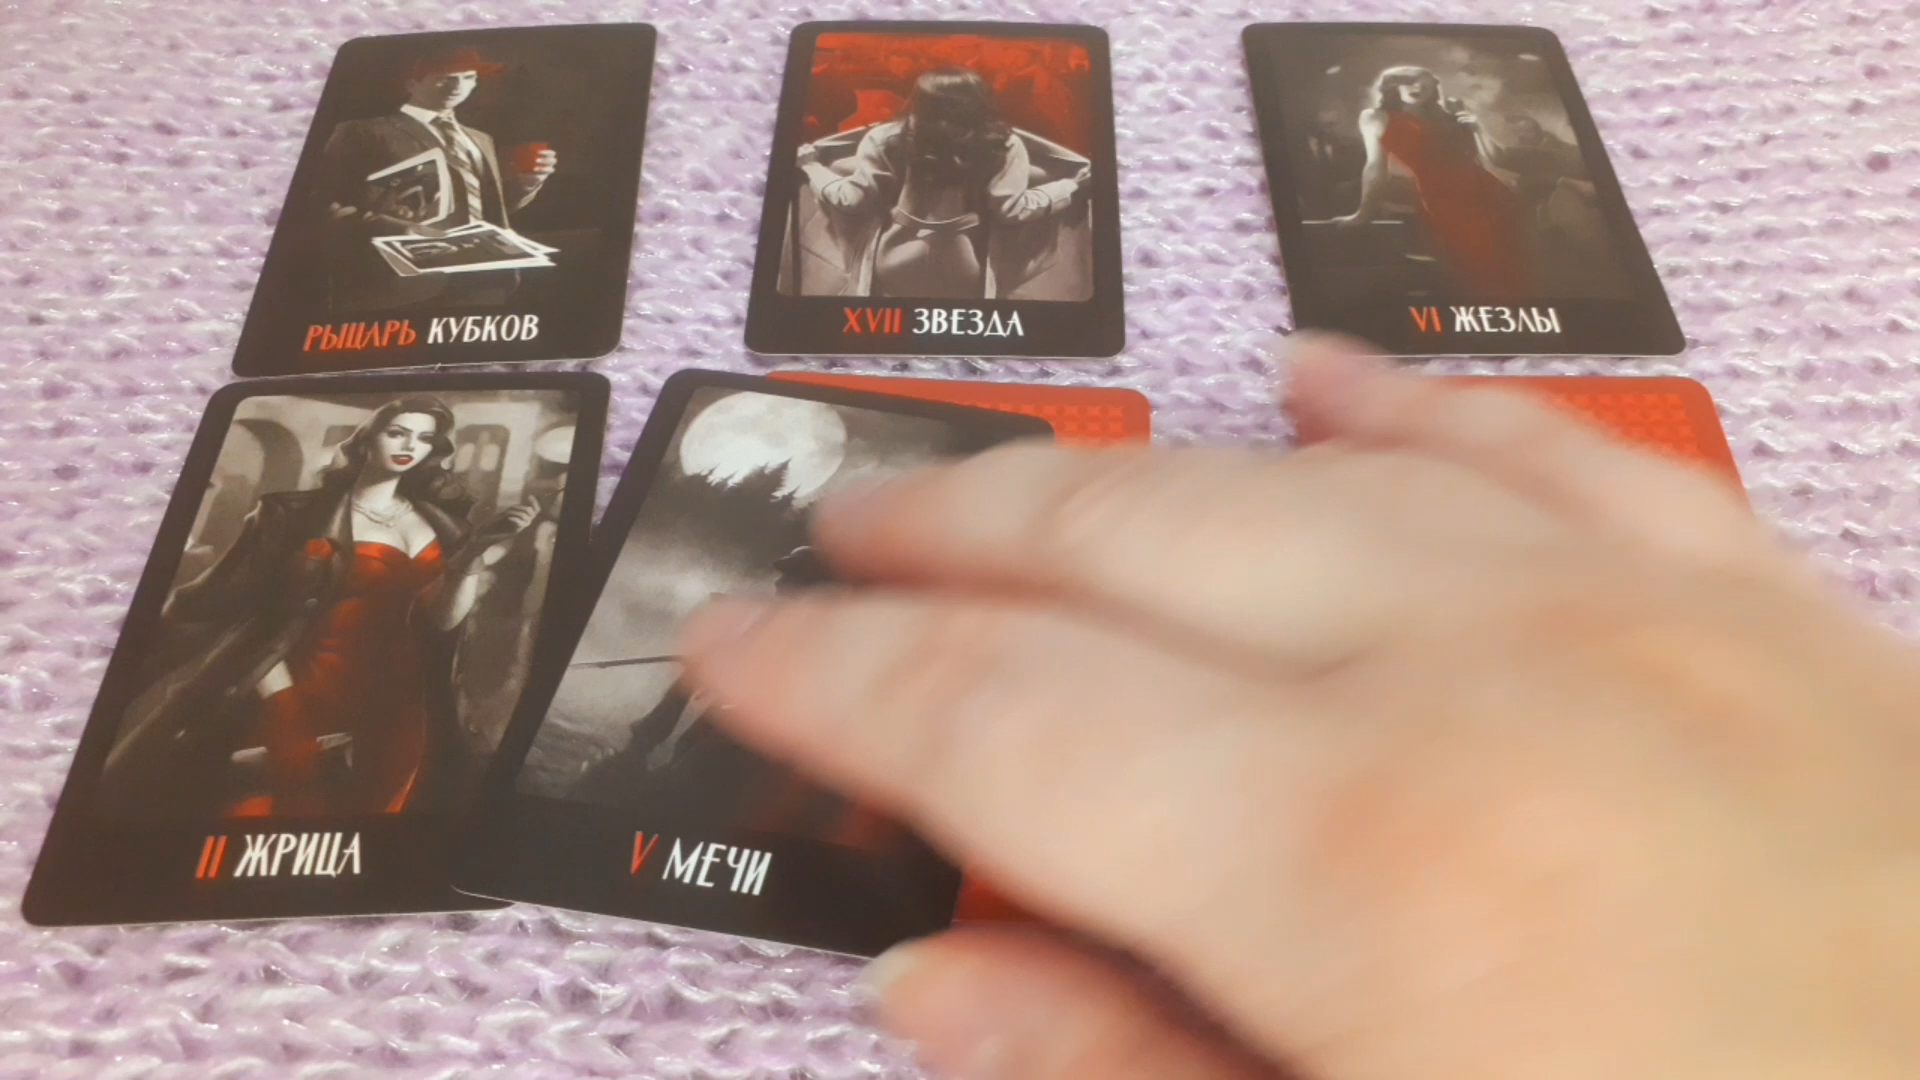 РЫЦАРЬ КУБКОВ
XVII ЗВЕЗДА
VI ЖЕЗЛЫ
II ЖРИЦА
V МЕЧИ